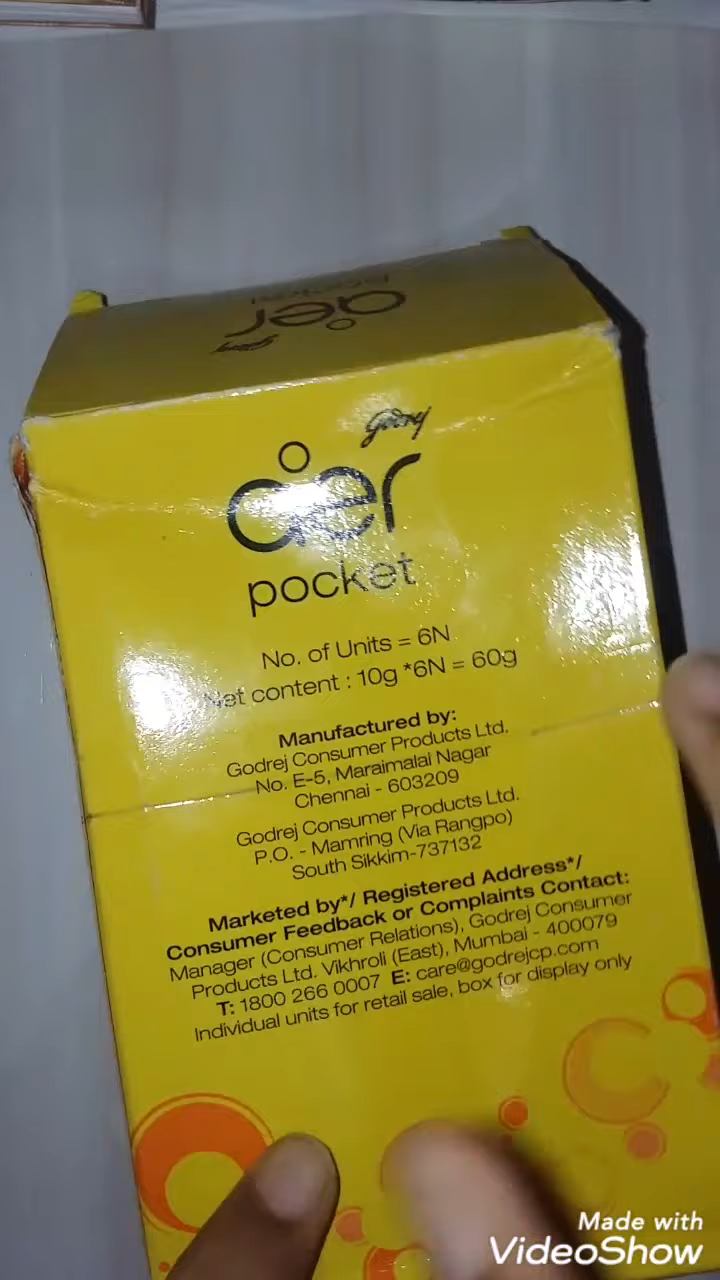 aer
godrej
godrej
aer
pocket
No. of Units = 6N
Net content : 10g *6N = 60g
Manufactured by:
Godrej Consumer Products Ltd.
No. E-5, Maraimalai Nagar
Chennai - 603209
Godrej Consumer Products Ltd.
P.O. - Mamring (Via Rangpo)
South Sikkim-737132
Marketed by*/ Registered Address*/
Consumer Feedback or Complaints Contact:
Manager (Consumer Relations), Godrej Consumer
Products Ltd. Vikhroli (East), Mumbai - 400079
T: 1800 266 0007 E: care@godrejcp.com
Individual units for retail sale, box for display only
Made with
VideoShow